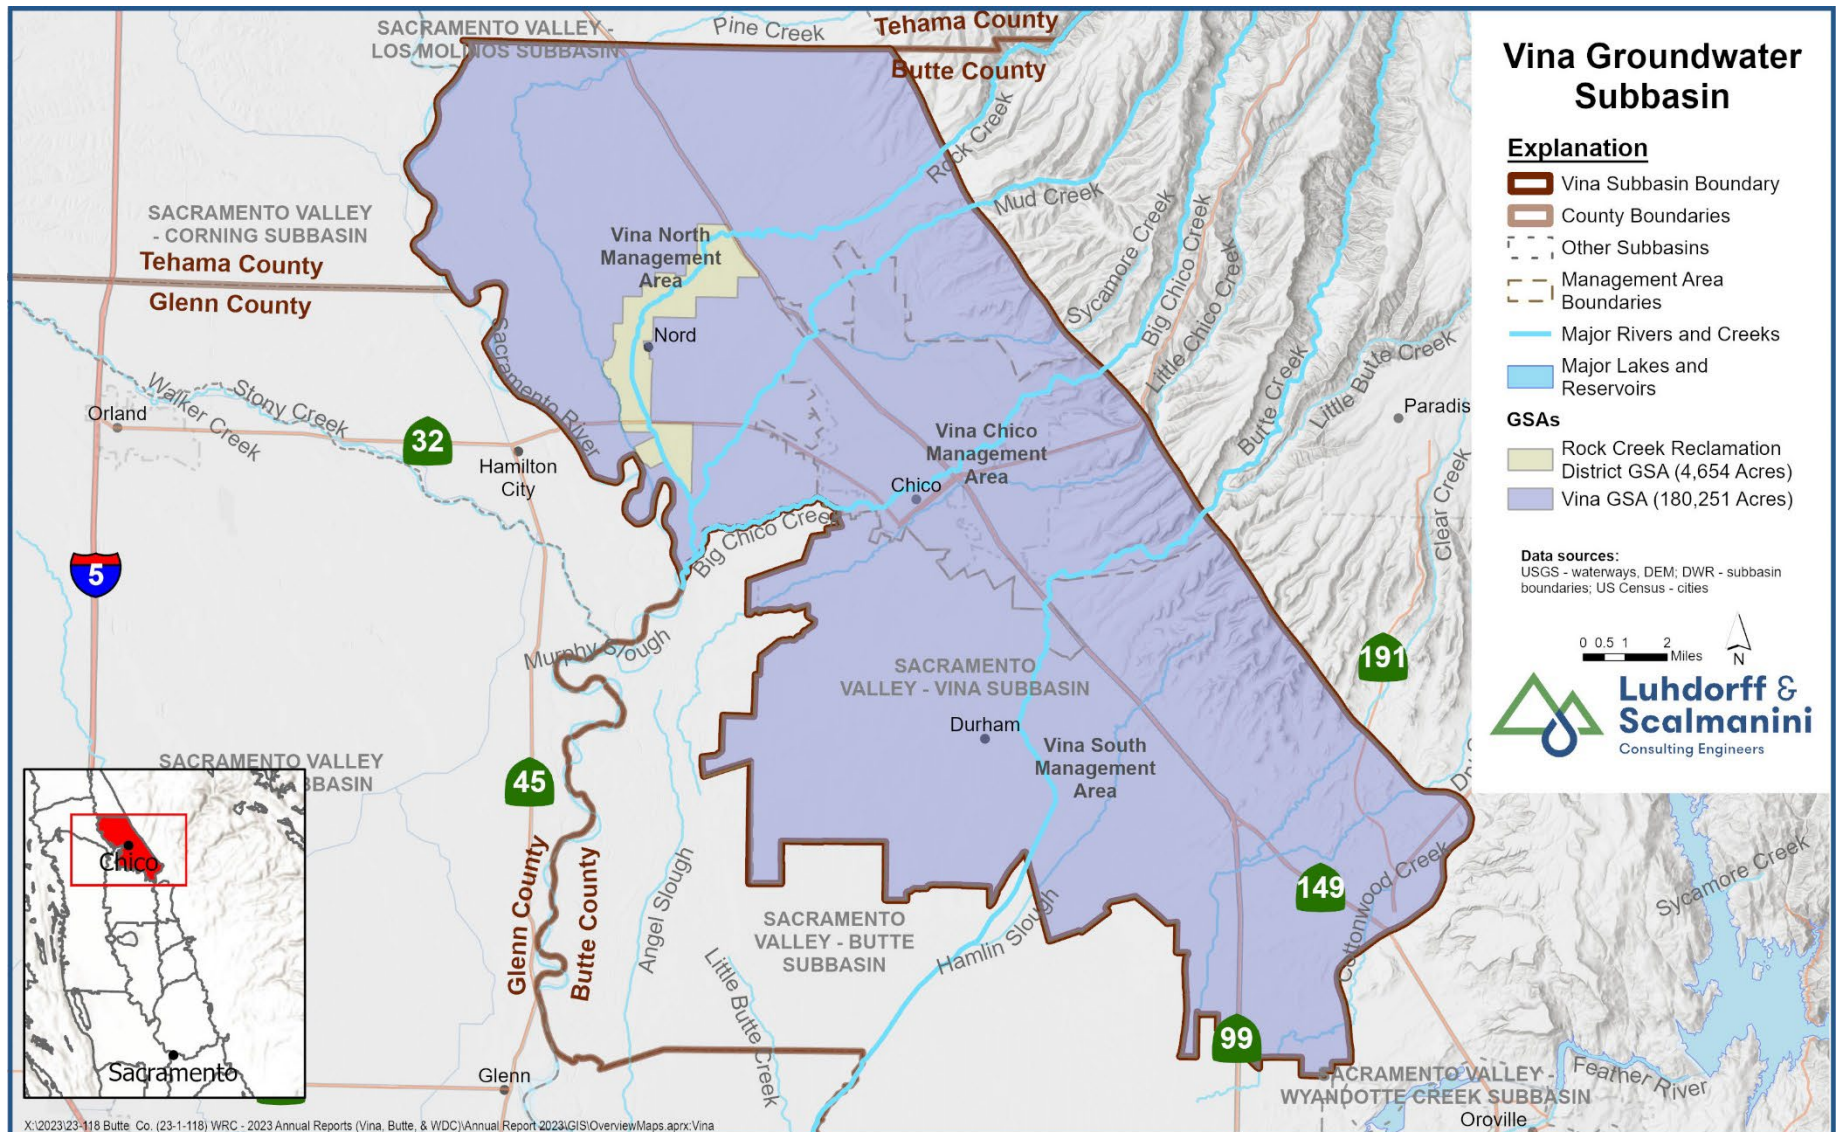 SACRAMENTO VALLEY -
LOS MOLINOS SUBBASIN
Pine Creek
Tehama County
Butte County
Rock Creek
Mud Creek
Sycamore Creek
Big Chico Creek
Little Chico Creek
Butte Creek
Little Butte Creek
Paradis
Clear Creek
SACRAMENTO VALLEY
- CORNING SUBBASIN
Tehama County
Glenn County
Vina North
Management
Area
Nord
Sacramento River
Orland
Walker Creek
Stony Creek
32
Hamilton
City
Vina Chico
Management
Area
Chico
Big Chico Creek
5
Murphy Slough
SACRAMENTO
VALLEY - VINA SUBBASIN
Durham
Vina South
Management
Area
191
SACRAMENTO VALLEY
BBASIN
45
Glenn County
Butte County
Angel Slough
Little Butte Creek
SACRAMENTO
VALLEY - BUTTE
SUBBASIN
Hamlin Slough
149
Cottonwood Creek
99
Sycamore Creek
Feather River
SACRAMENTO VALLEY -
WYANDOTTE CREEK SUBBASIN
Oroville
Glenn
Chico
Sacramento
Vina Groundwater
Subbasin
Explanation
Vina Subbasin Boundary
County Boundaries
Other Subbasins
Management Area
Boundaries
Major Rivers and Creeks
Major Lakes and
Reservoirs
GSAs
Rock Creek Reclamation
District GSA (4,654 Acres)
Vina GSA (180,251 Acres)
Data sources:
USGS - waterways, DEM; DWR - subbasin
boundaries; US Census - cities
0 0.5 1 2
Miles
N
Luhdorff &
Scalmanini
Consulting Engineers
X:\2023\23-118 Butte Co. (23-1-118) WRC - 2023 Annual Reports (Vina, Butte, & WDC)\Annual Report 2023\GIS\OverviewMaps.aprx:Vina